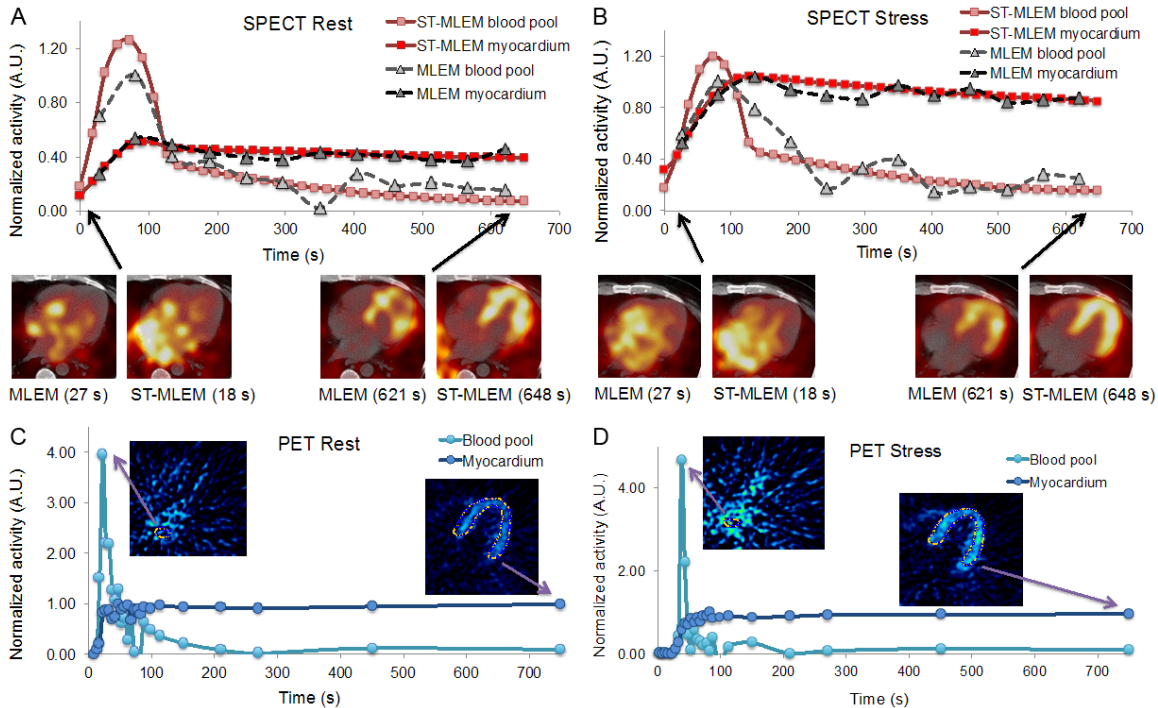 A
SPECT Rest
ST-MLEM blood pool
ST-MLEM myocardium
MLEM blood pool
MLEM myocardium
Normalized activity (A.U.)
1.20
0.80
0.40
0.00
0 100 200 300 400 500 600 700
Time (s)
MLEM (27 s)
ST-MLEM (18 s)
MLEM (621 s)
ST-MLEM (648 s)
B
SPECT Stress
ST-MLEM blood pool
ST-MLEM myocardium
MLEM blood pool
MLEM myocardium
Normalized activity (A.U.)
1.20
0.80
0.40
0.00
0 100 200 300 400 500 600 700
Time (s)
MLEM (27 s)
ST-MLEM (18 s)
MLEM (621 s)
ST-MLEM (648 s)
C
PET Rest
Blood pool
Myocardium
Normalized activity (A.U.)
4.00
3.00
2.00
1.00
0.00
0 100 200 300 400 500 600 700
Time (s)
D
PET Stress
Blood pool
Myocardium
Normalized activity (A.U.)
4.00
2.00
0.00
0 100 200 300 400 500 600 700
Time (s)